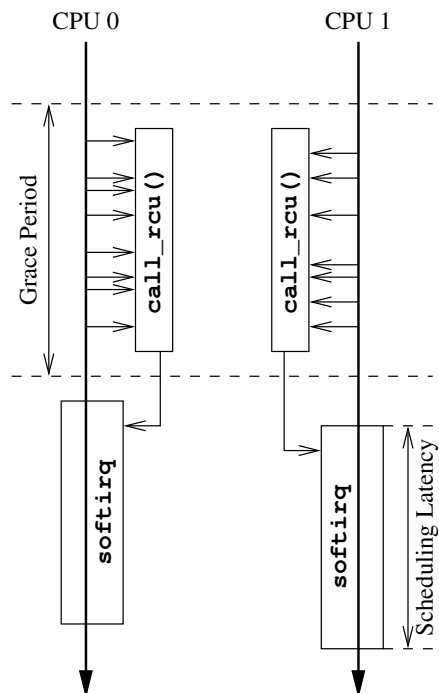 CPU 0
CPU 1
Grace Period
call_rcu()
call_rcu()
softirq
softirq
Scheduling Latency